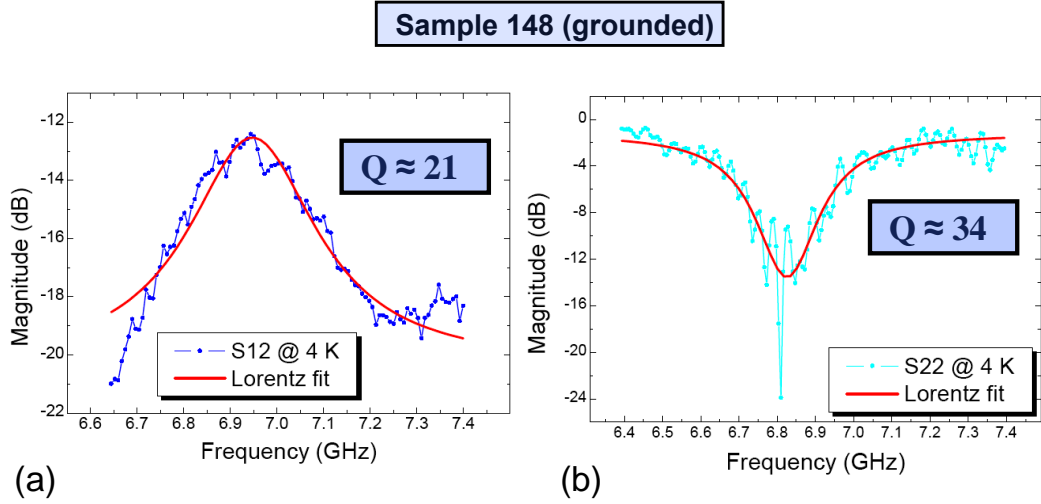 Sample 148 (grounded)
-12
-14
-16
-18
-20
-22
Magnitude (dB)
6.6 6.7 6.8 6.9 7.0 7.1 7.2 7.3 7.4
Frequency (GHz)
Q ≈ 21
S12 @ 4 K
Lorentz fit
(a)
0
-4
-8
-12
-16
-20
-24
Magnitude (dB)
6.4 6.5 6.6 6.7 6.8 6.9 7.0 7.1 7.2 7.3 7.4
Frequency (GHz)
Q ≈ 34
S22 @ 4 K
Lorentz fit
(b)